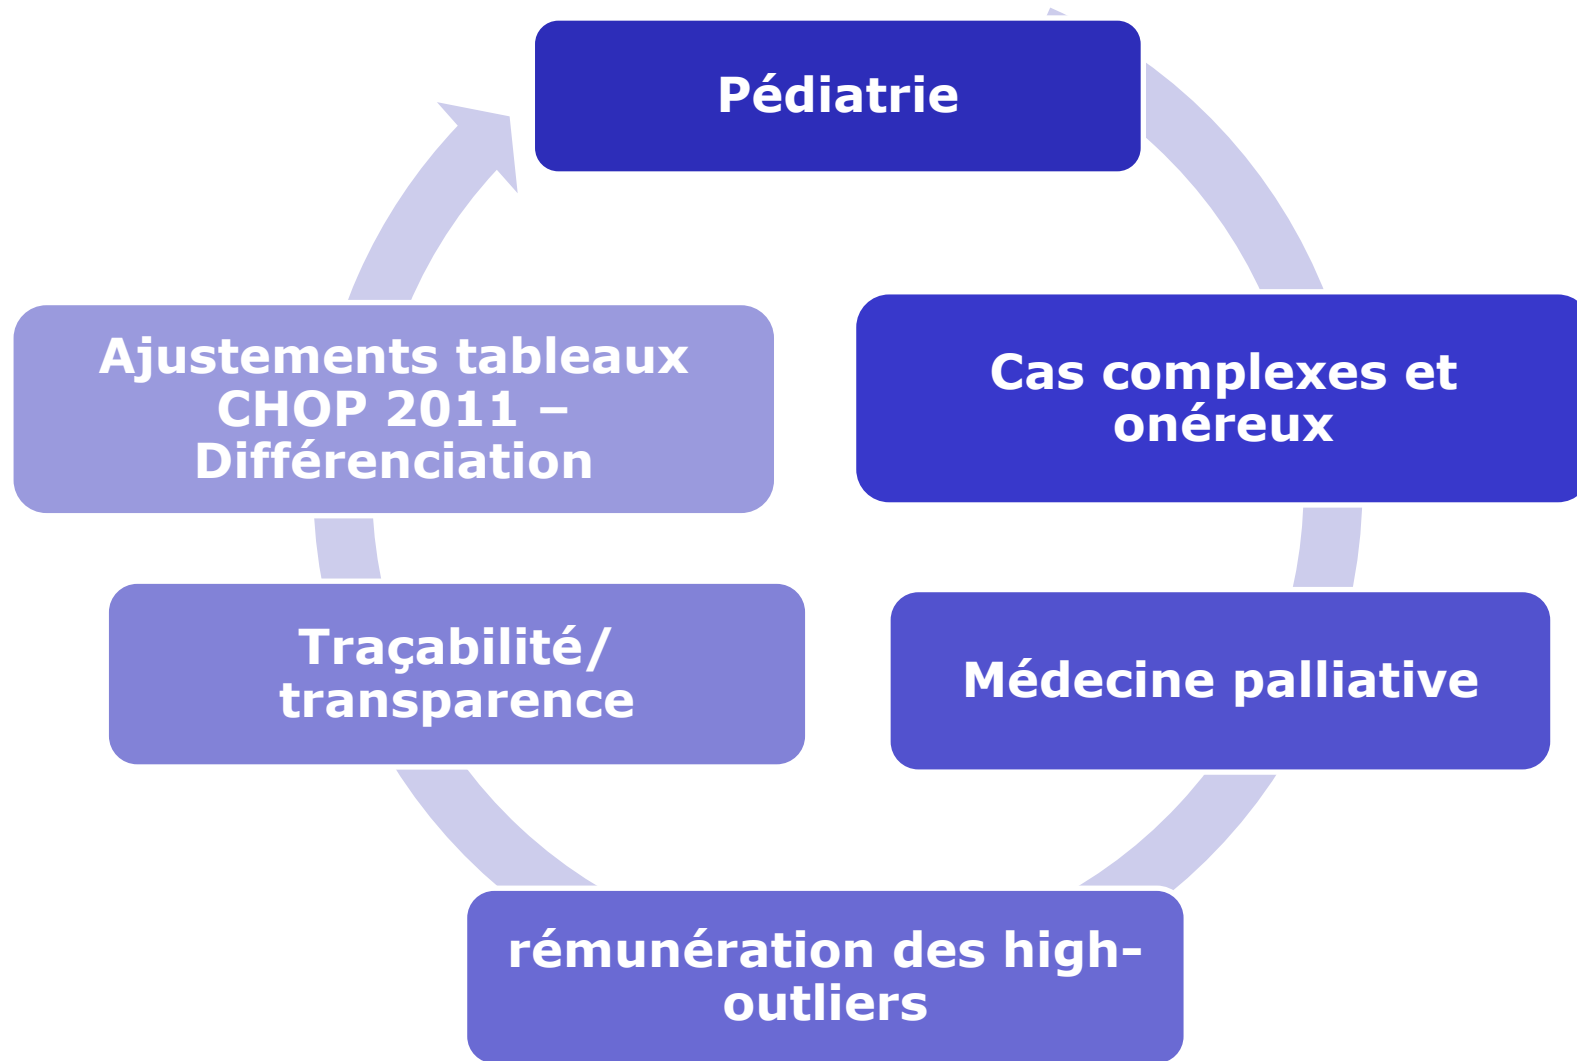 Pédiatrie
Cas complexes et
onéreux
Médecine palliative
rémunération des high-
outliers
Traçabilité/
transparence
Ajustements tableaux
CHOP 2011 –
Différenciation